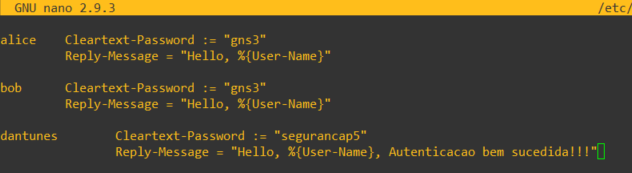 GNU nano 2.9.3 /etc/
alice Cleartext-Password := "gns3"
Reply-Message = "Hello, %{User-Name}"
bob Cleartext-Password := "gns3"
Reply-Message = "Hello, %{User-Name}"
dantunes Cleartext-Password := "segurancap5"
Reply-Message = "Hello, %{User-Name}, Autenticacao bem sucedida!!!"